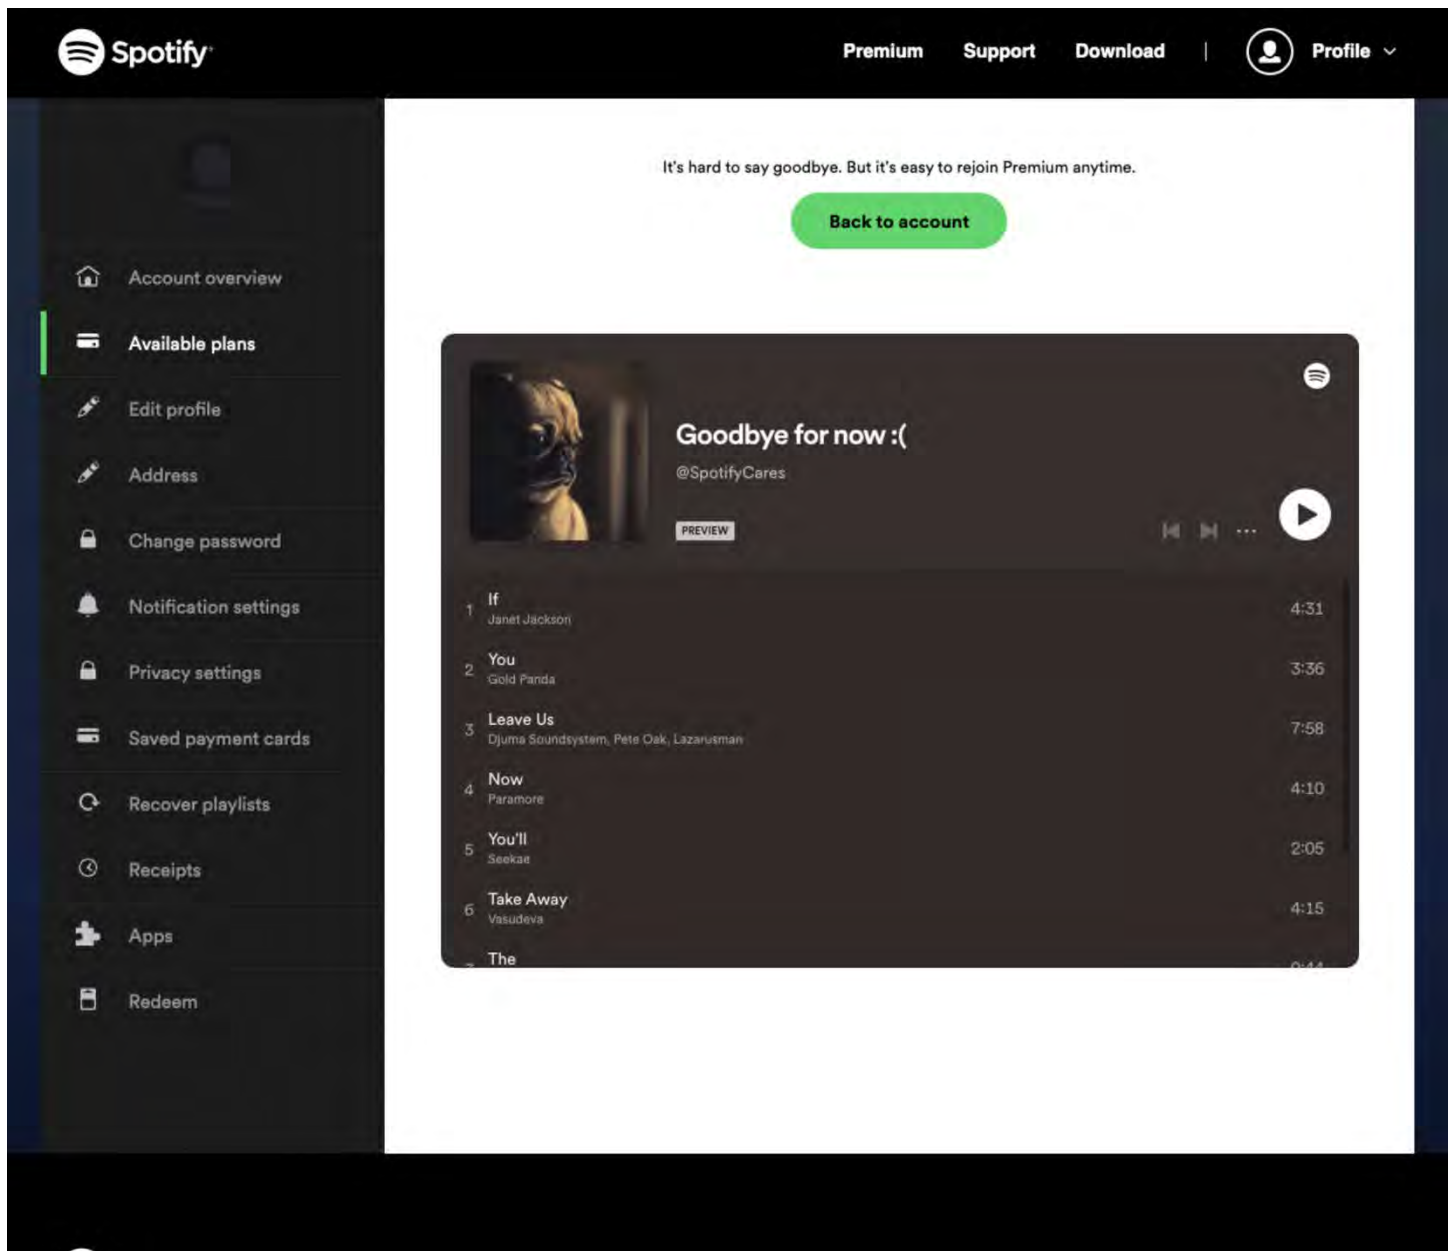 Spotify
Premium Support Download | Profile
It's hard to say goodbye. But it's easy to rejoin Premium anytime.
Back to account
Account overview
Available plans
Edit profile
Address
Change password
Notification settings
Privacy settings
Saved payment cards
Recover playlists
Receipts
Apps
Redeem
Goodbye for now :(
@SpotifyCares
PREVIEW
1 If 4:31
Janet Jackson
2 You 3:36
Gold Panda
3 Leave Us 7:58
Djuma Soundsystem, Pete Oak, Lazarusman
4 Now 4:10
Paramore
5 You'll 2:05
Seekae
6 Take Away 4:15
Vasudeva
The